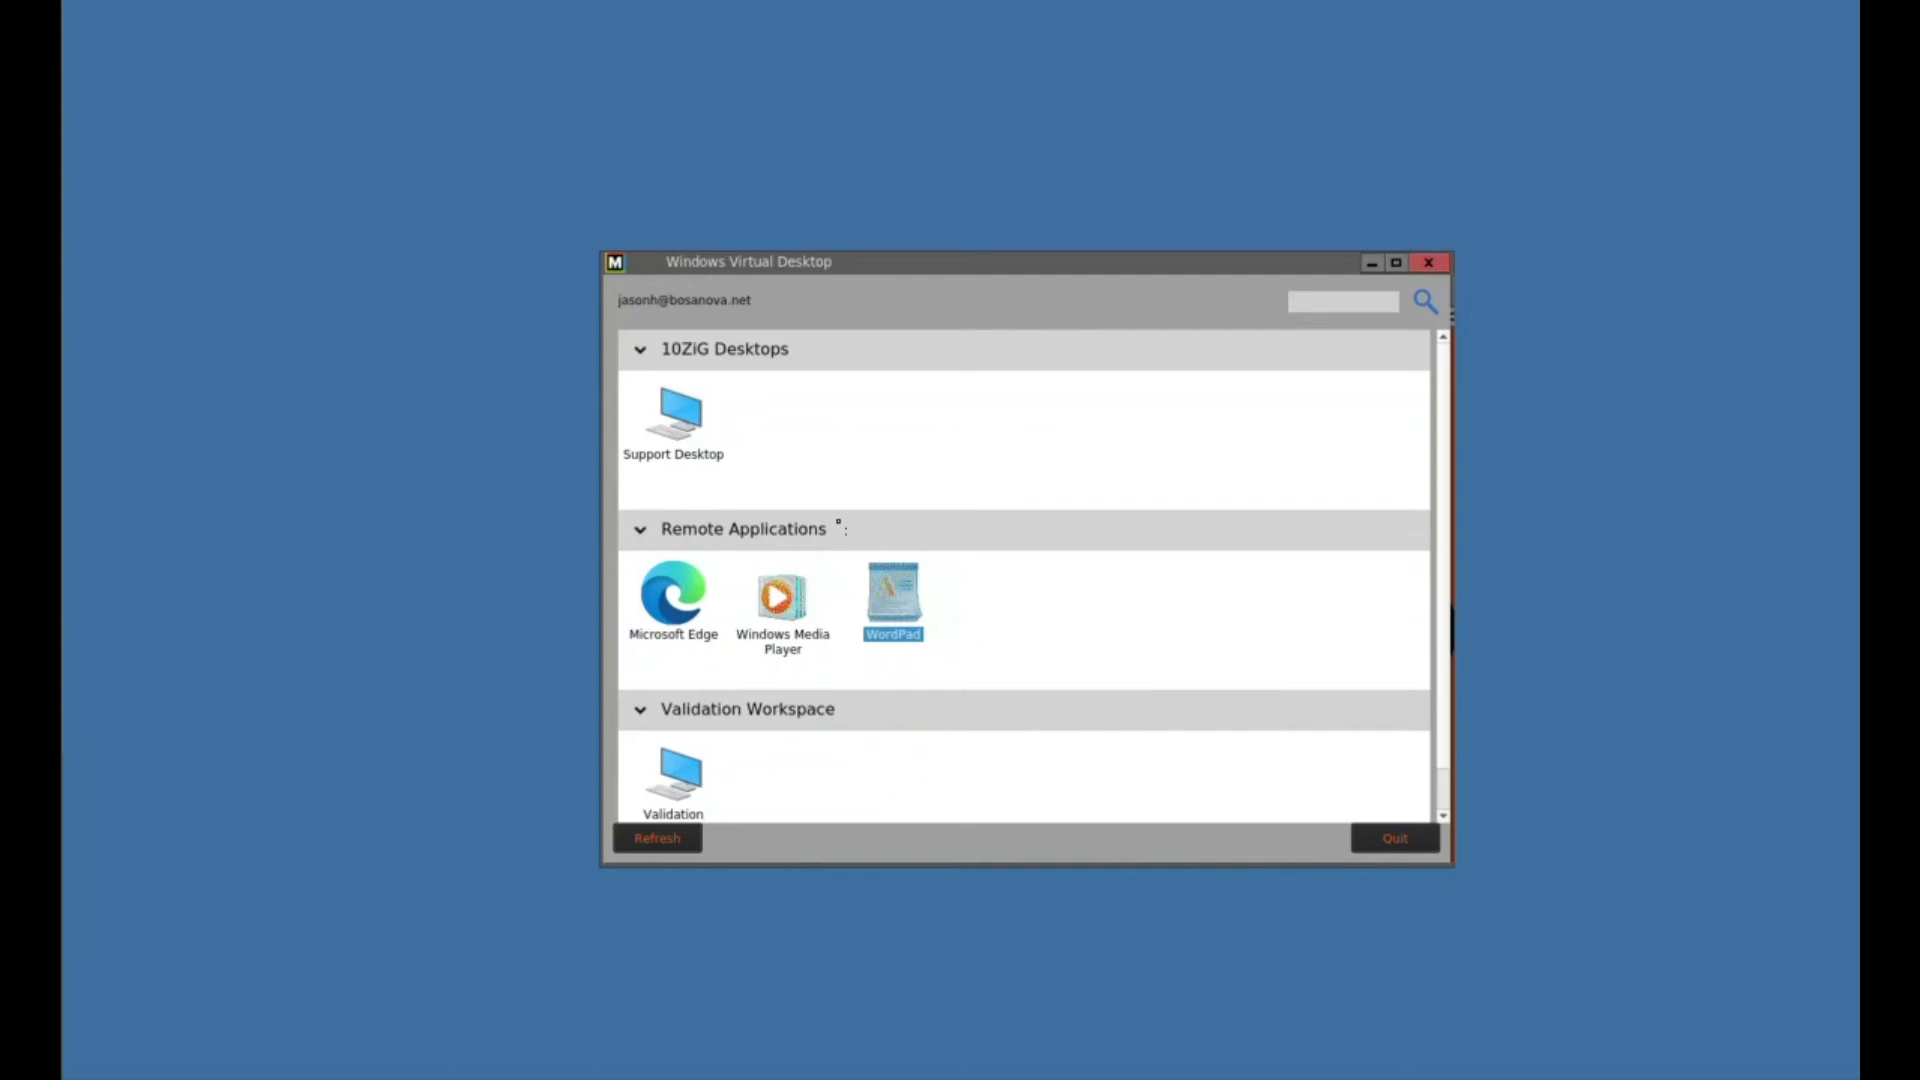 M
Windows Virtual Desktop
jasonh@bosanova.net
10ZiG Desktops
Support Desktop
Remote Applications
Microsoft Edge
Windows Media
Player
WordPad
Validation Workspace
Validation
Refresh
Quit